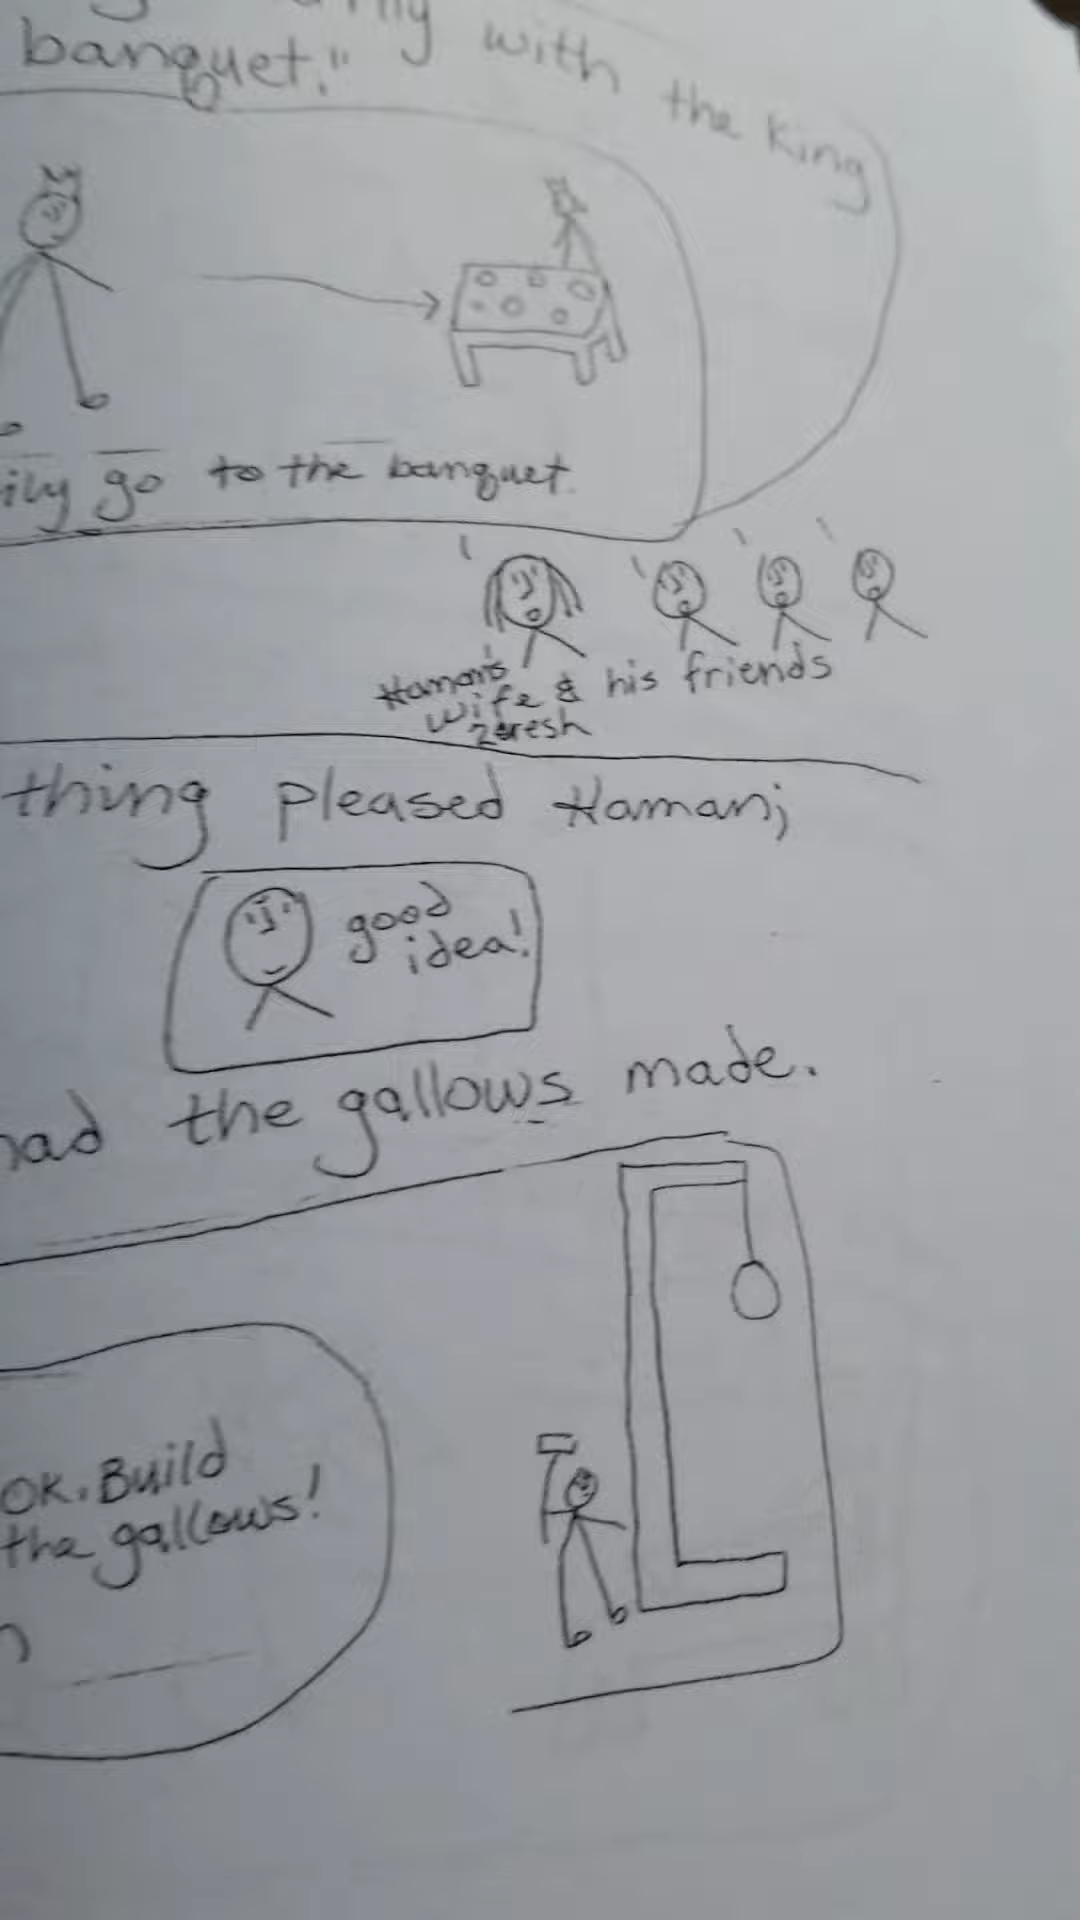 with the King
banquet."
go to the banquet.
Haman's
wife & his friends
Zeresh
thing pleased Haman;
good
idea!
had the gallows made.
OK. Build
the gallows!